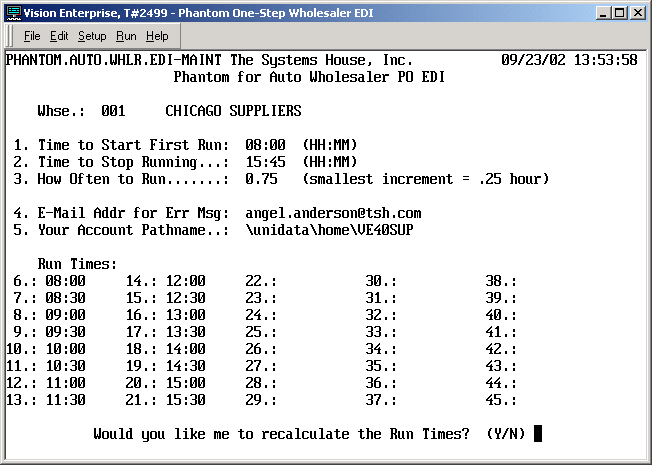 Vision Enterprise, T#2499 - Phantom One-Step Wholesaler EDI
File Edit Setup Run Help
PHANTOM.AUTO.WHLR.EDI-MAINT The Systems House, Inc. 09/23/02 13:53:58
Phantom for Auto Wholesaler PO EDI
Whse.: 001 CHICAGO SUPPLIERS
1. Time to Start First Run: 08:00 (HH:MM)
2. Time to Stop Running...: 15:45 (HH:MM)
3. How Often to Run.......: 0.75 (smallest increment = .25 hour)
4. E-Mail Addr for Err Msg: angel.anderson@tsh.com
5. Your Account Pathname..: \unidata\home\VE40SUP
Run Times:
6.: 08:00 14.: 12:00 22.: 30.: 38.:
7.: 08:30 15.: 12:30 23.: 31.: 39.:
8.: 09:00 16.: 13:00 24.: 32.: 40.:
9.: 09:30 17.: 13:30 25.: 33.: 41.:
10.: 10:00 18.: 14:00 26.: 34.: 42.:
11.: 10:30 19.: 14:30 27.: 35.: 43.:
12.: 11:00 20.: 15:00 28.: 36.: 44.:
13.: 11:30 21.: 15:30 29.: 37.: 45.:
Would you like me to recalculate the Run Times? (Y/N)